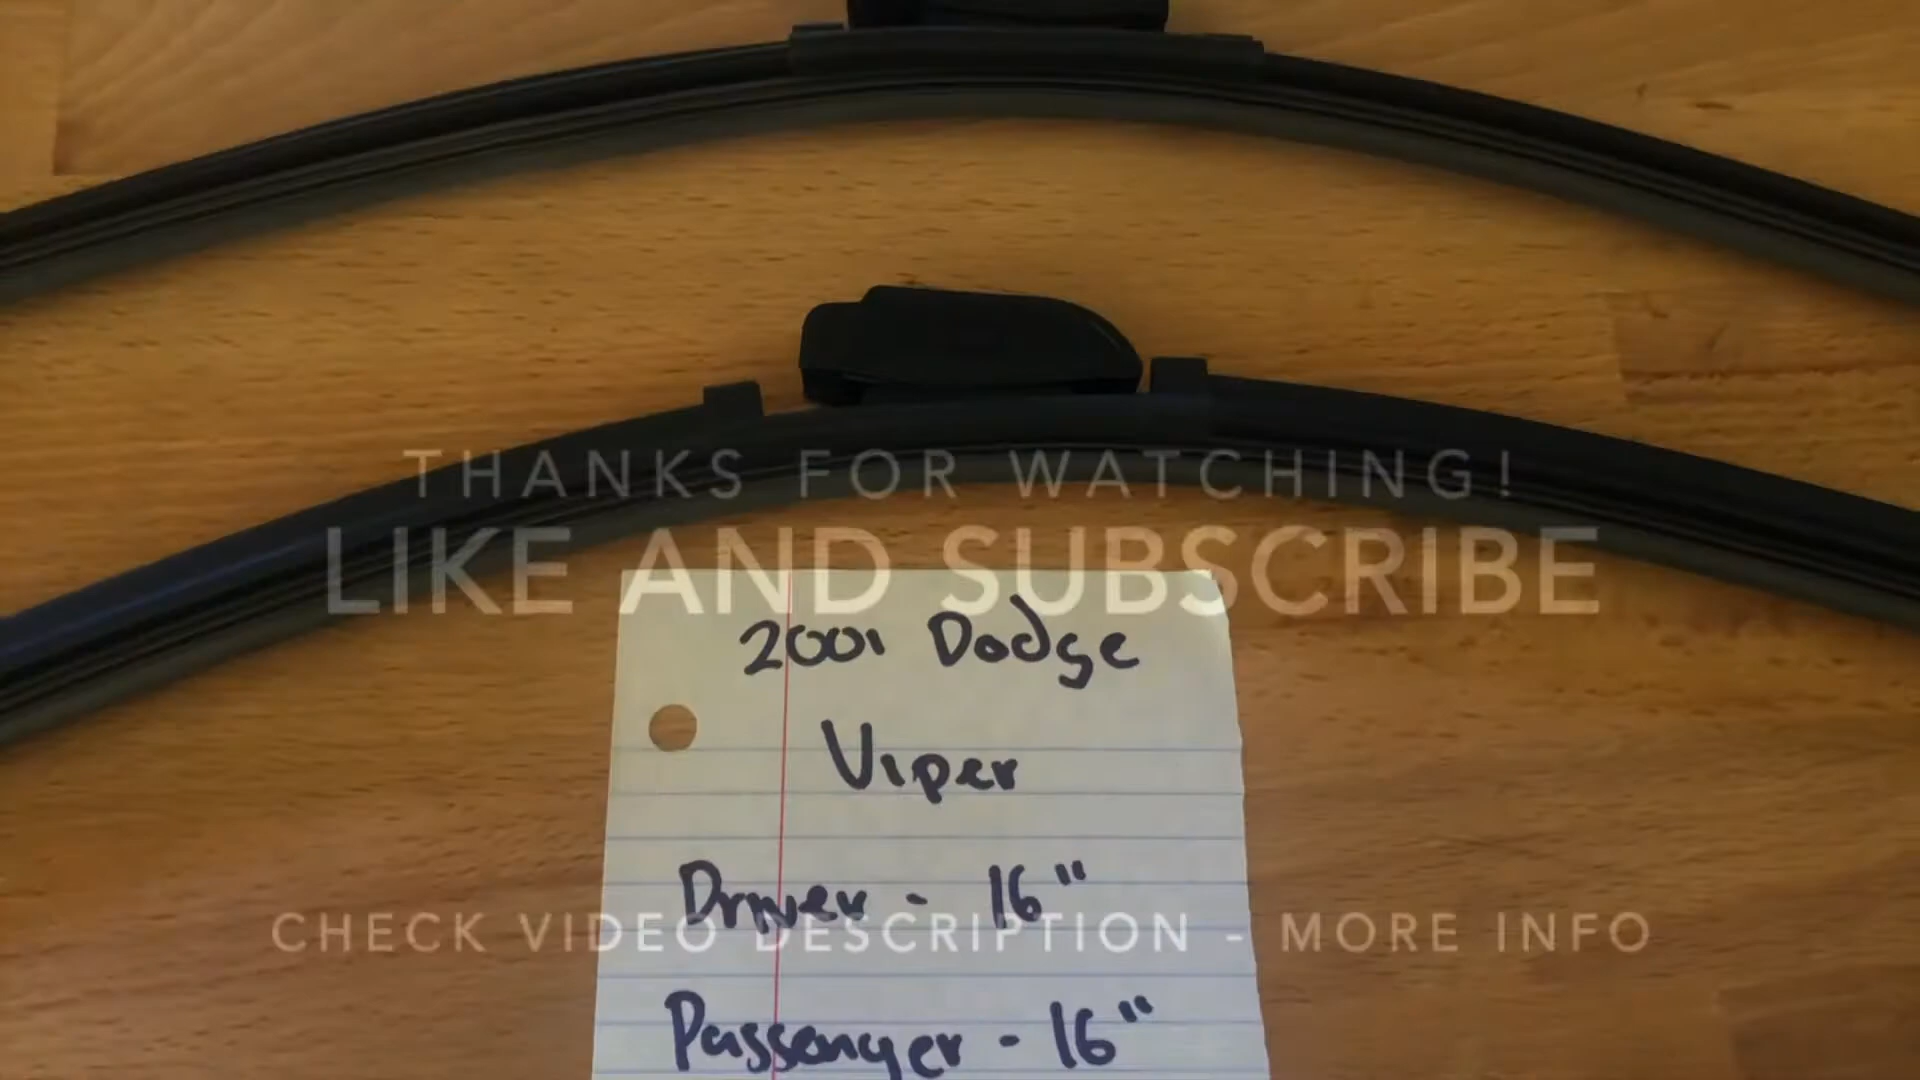 THANKS FOR WATCHING!
LIKE AND SUBSCRIBE
2001 Dodge
Viper
Driver - 16"
CHECK VIDEO DESCRIPTION - MORE INFO
Passenger - 16"